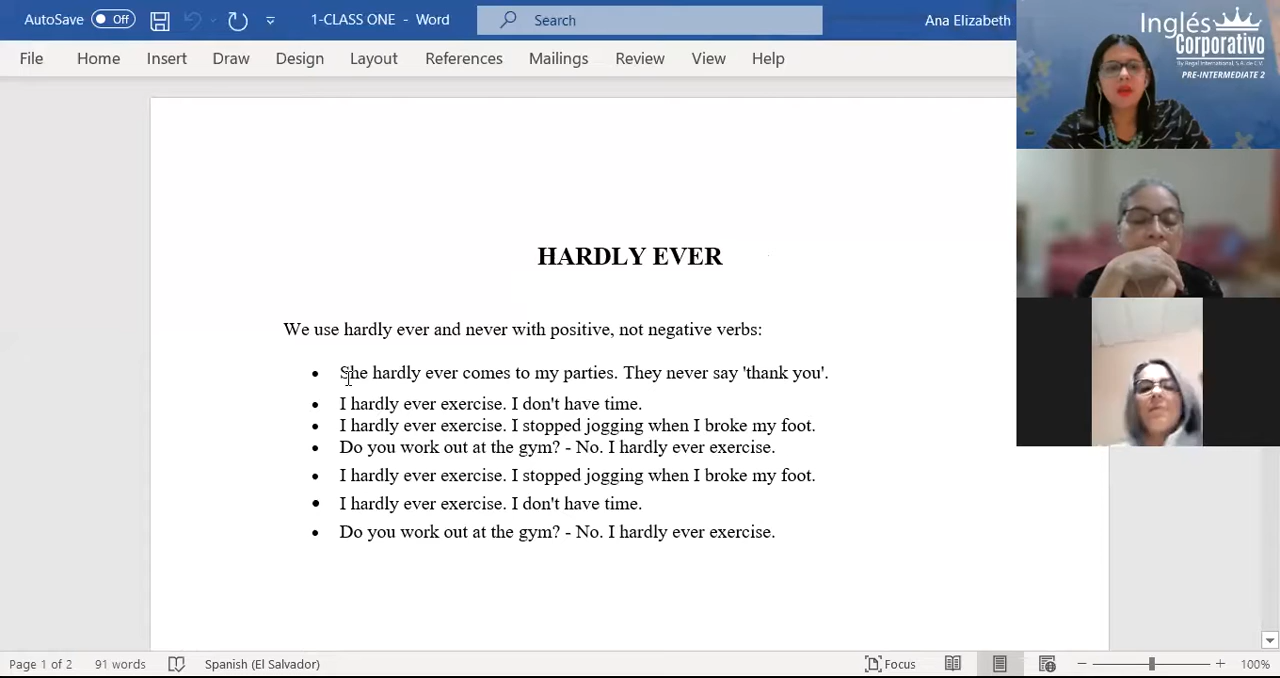 AutoSave Off 1-CLASS ONE - Word Search Ana Elizabeth
File Home Insert Draw Design Layout References Mailings Review View Help
Inglés
Corporativo
By Regal International, S.A. de C.V.
PRE-INTERMEDIATE 2
HARDLY EVER
We use hardly ever and never with positive, not negative verbs:
• She hardly ever comes to my parties. They never say 'thank you'.
• I hardly ever exercise. I don't have time.
• I hardly ever exercise. I stopped jogging when I broke my foot.
• Do you work out at the gym? - No. I hardly ever exercise.
• I hardly ever exercise. I stopped jogging when I broke my foot.
• I hardly ever exercise. I don't have time.
• Do you work out at the gym? - No. I hardly ever exercise.
Page 1 of 2 91 words Spanish (El Salvador) Focus 100%